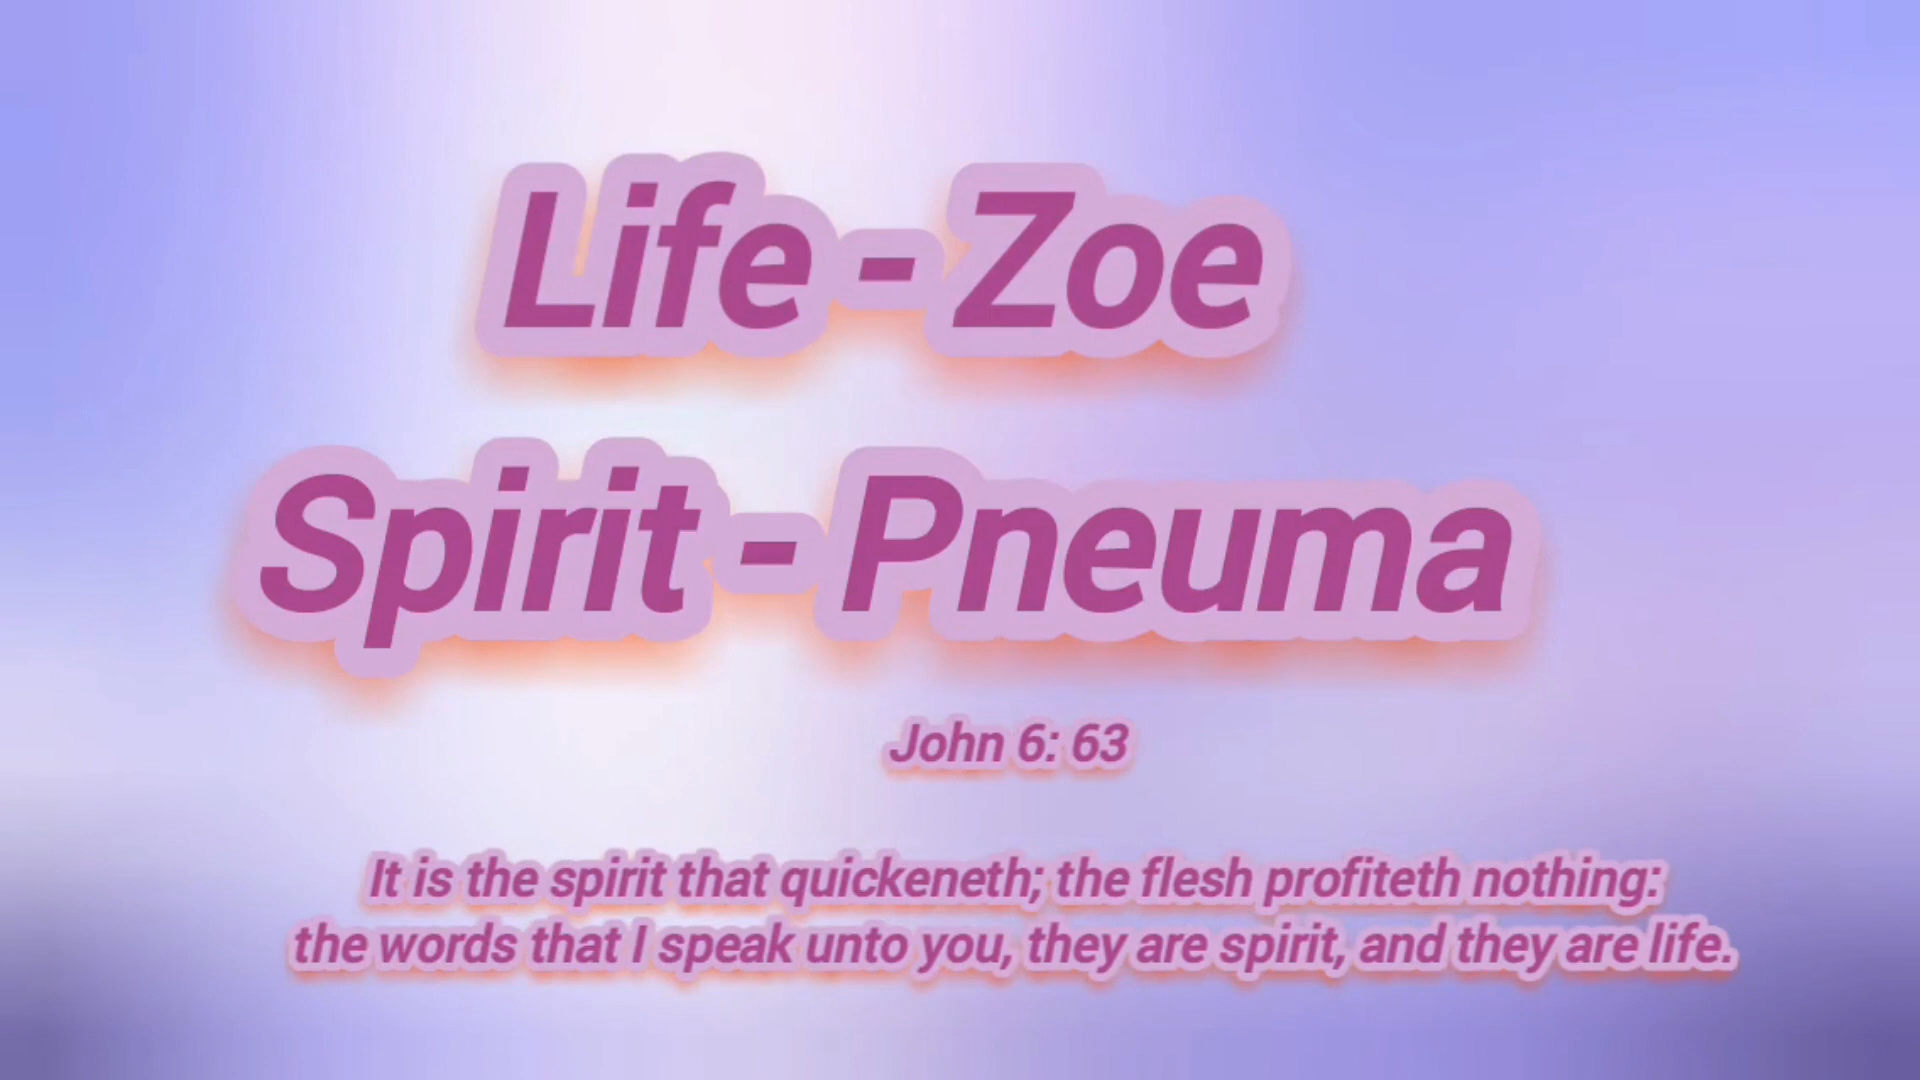 Life - Zoe
Spirit - Pneuma
John 6: 63
It is the spirit that quickeneth; the flesh profiteth nothing:
the words that I speak unto you, they are spirit, and they are life.